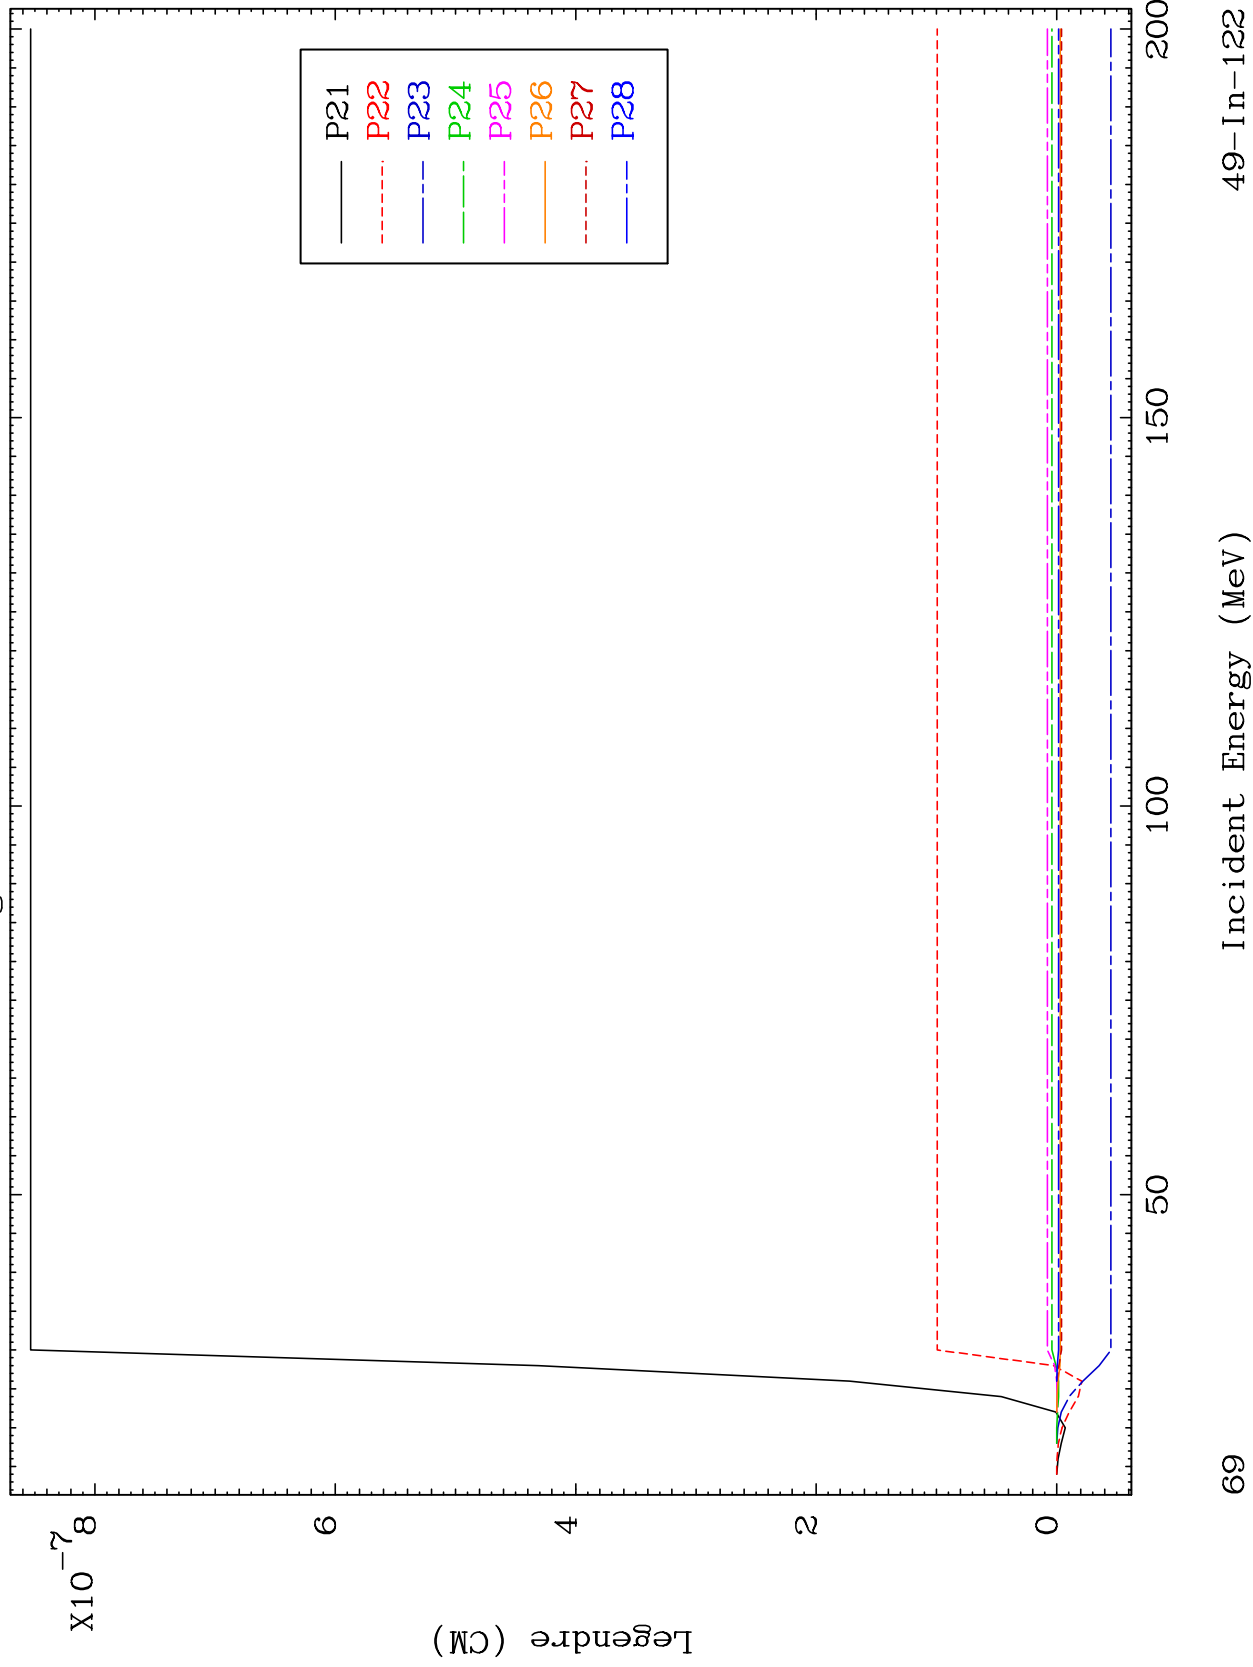 X10-7
8
6
4
2
0
Legendre (CM)
P21
P22
P23
P24
P25
P26
P27
P28
50
100
150
200
69
Incident Energy (MeV)
49-In-122